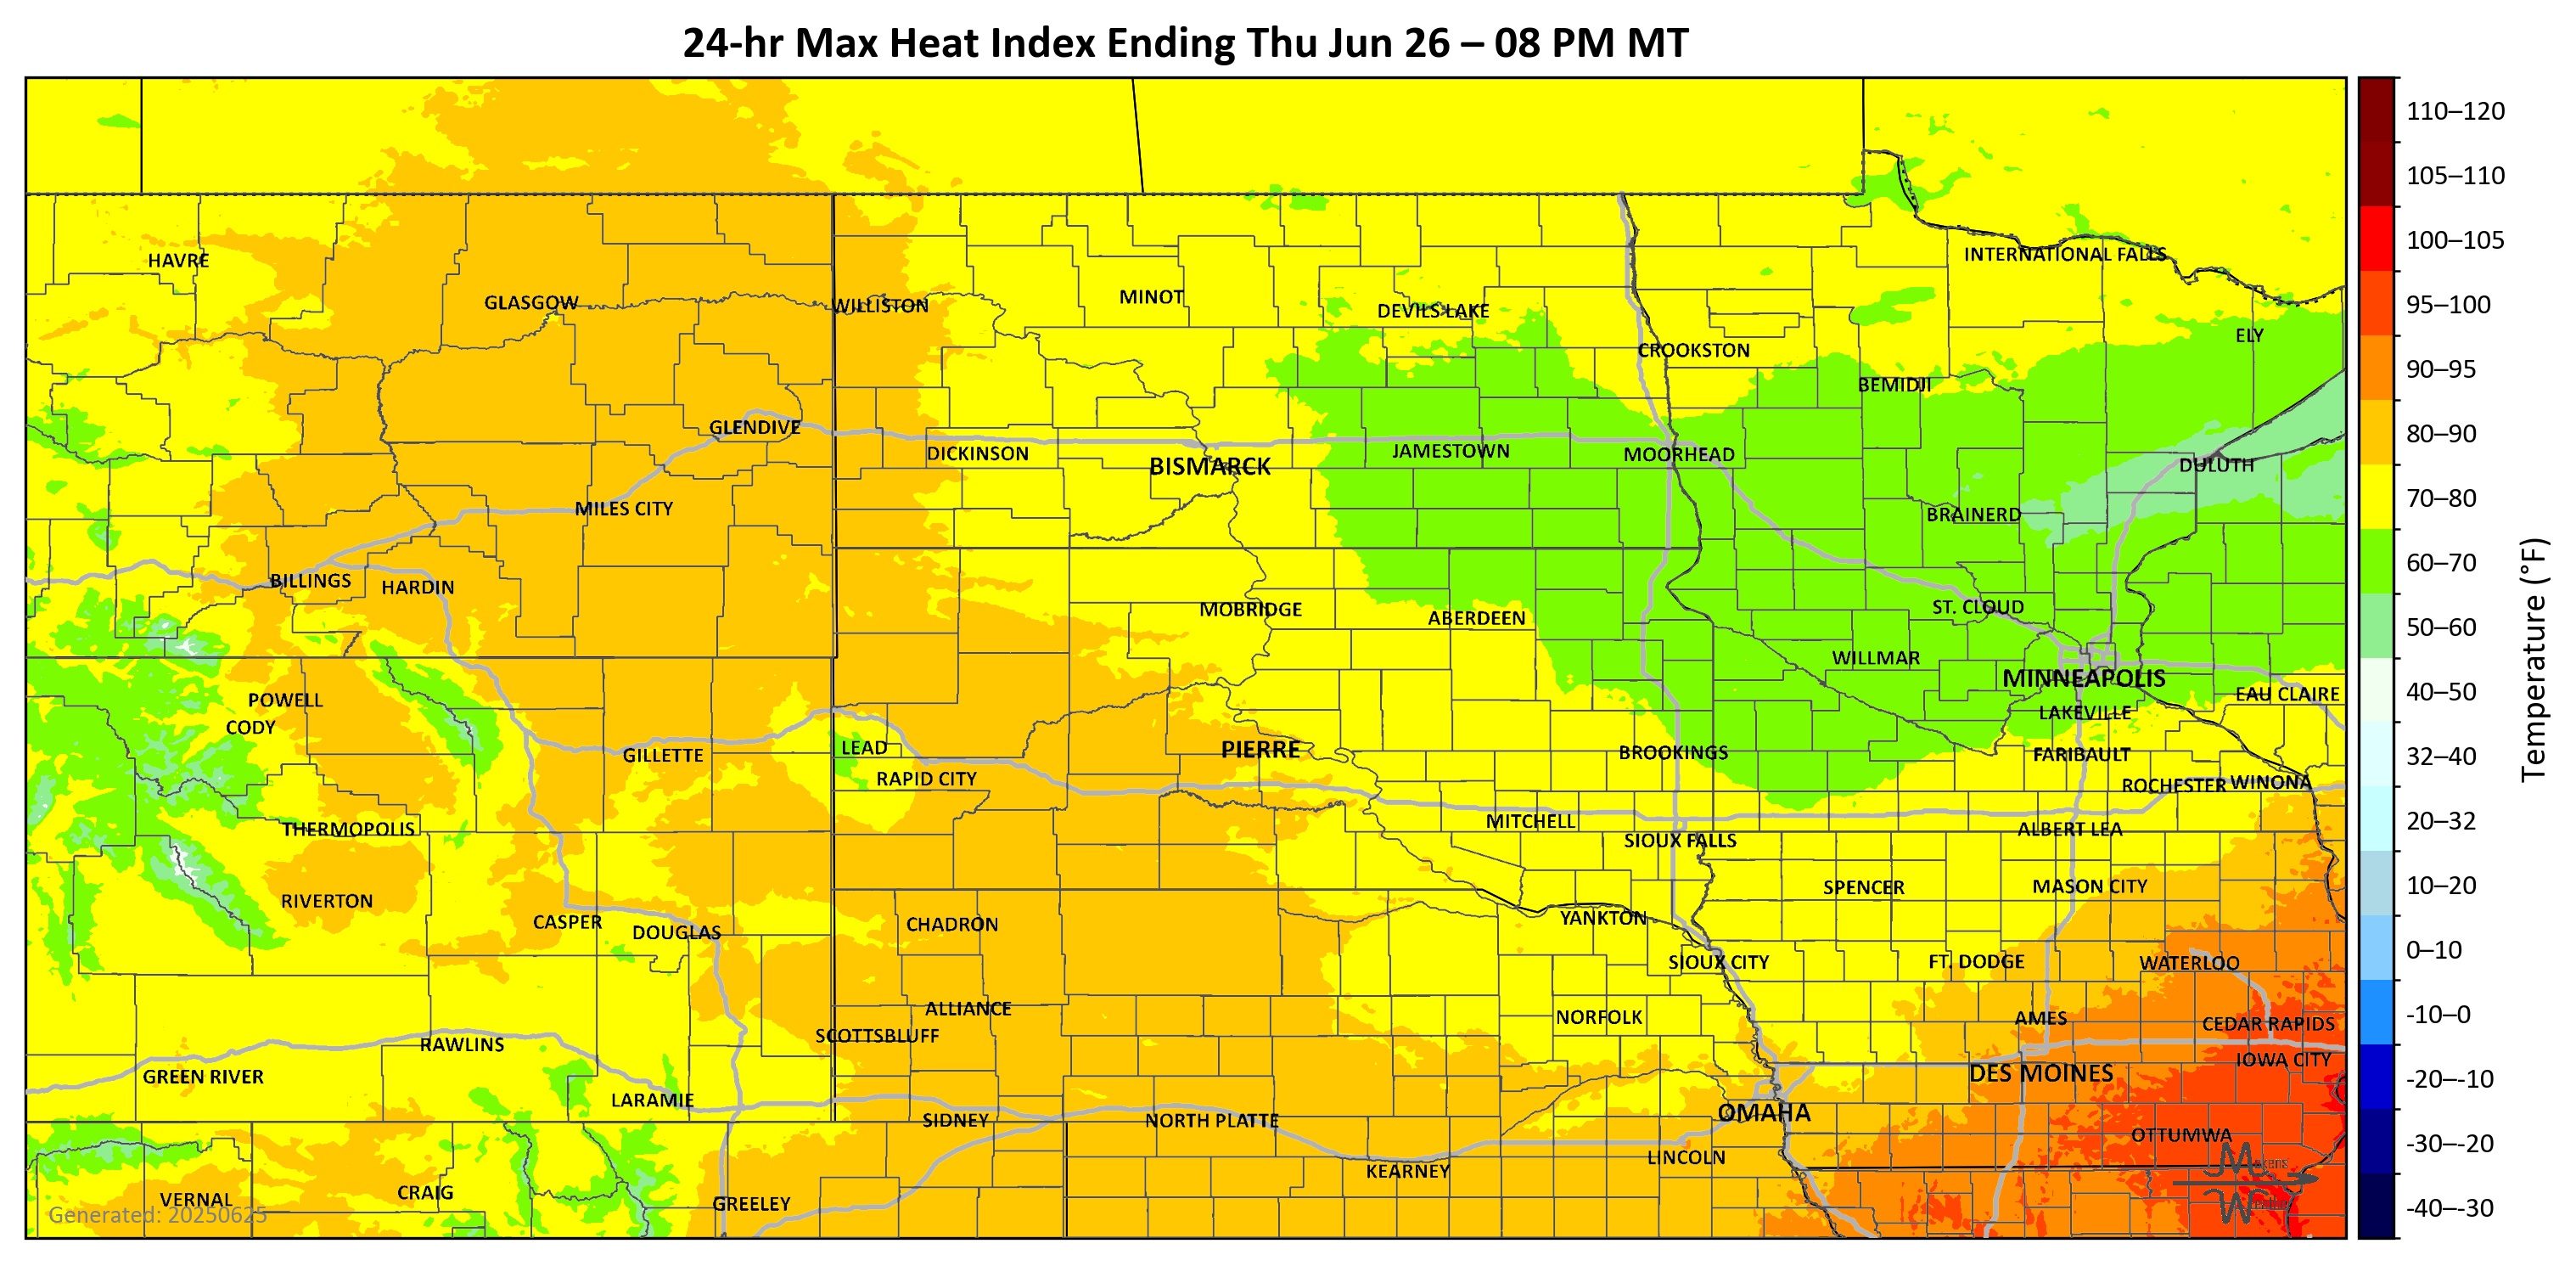 24-hr Max Heat Index Ending Thu Jun 26 – 08 PM MT
110–120
105–110
100–105
95–100
90–95
80–90
70–80
60–70
50–60
40–50
32–40
20–32
10–20
0–10
-10–0
-20–-10
-30–-20
-40–-30
Temperature (°F)
HAVRE
INTERNATIONAL FALLS
GLASGOW
WILLISTON
MINOT
DEVILS LAKE
ELY
CROOKSTON
BEMIDJI
GLENDIVE
DICKINSON
BISMARCK
JAMESTOWN
MOORHEAD
DULUTH
MILES CITY
BRAINERD
BILLINGS
HARDIN
MOBRIDGE
ABERDEEN
ST. CLOUD
WILLMAR
MINNEAPOLIS
EAU CLAIRE
POWELL
CODY
LAKEVILLE
GILLETTE
LEAD
PIERRE
BROOKINGS
FARIBAULT
RAPID CITY
ROCHESTER
WINONA
THERMOPOLIS
MITCHELL
SIOUX FALLS
ALBERT LEA
RIVERTON
SPENCER
MASON CITY
CASPER
DOUGLAS
CHADRON
YANKTON
SIOUX CITY
FT. DODGE
WATERLOO
ALLIANCE
NORFOLK
AMES
CEDAR RAPIDS
SCOTTSBLUFF
RAWLINS
IOWA CITY
GREEN RIVER
DES MOINES
LARAMIE
SIDNEY
NORTH PLATTE
OMAHA
OTTUMWA
LINCOLN
KEARNEY
VERNAL
CRAIG
GREELEY
Makens
Weather
Generated: 20250625